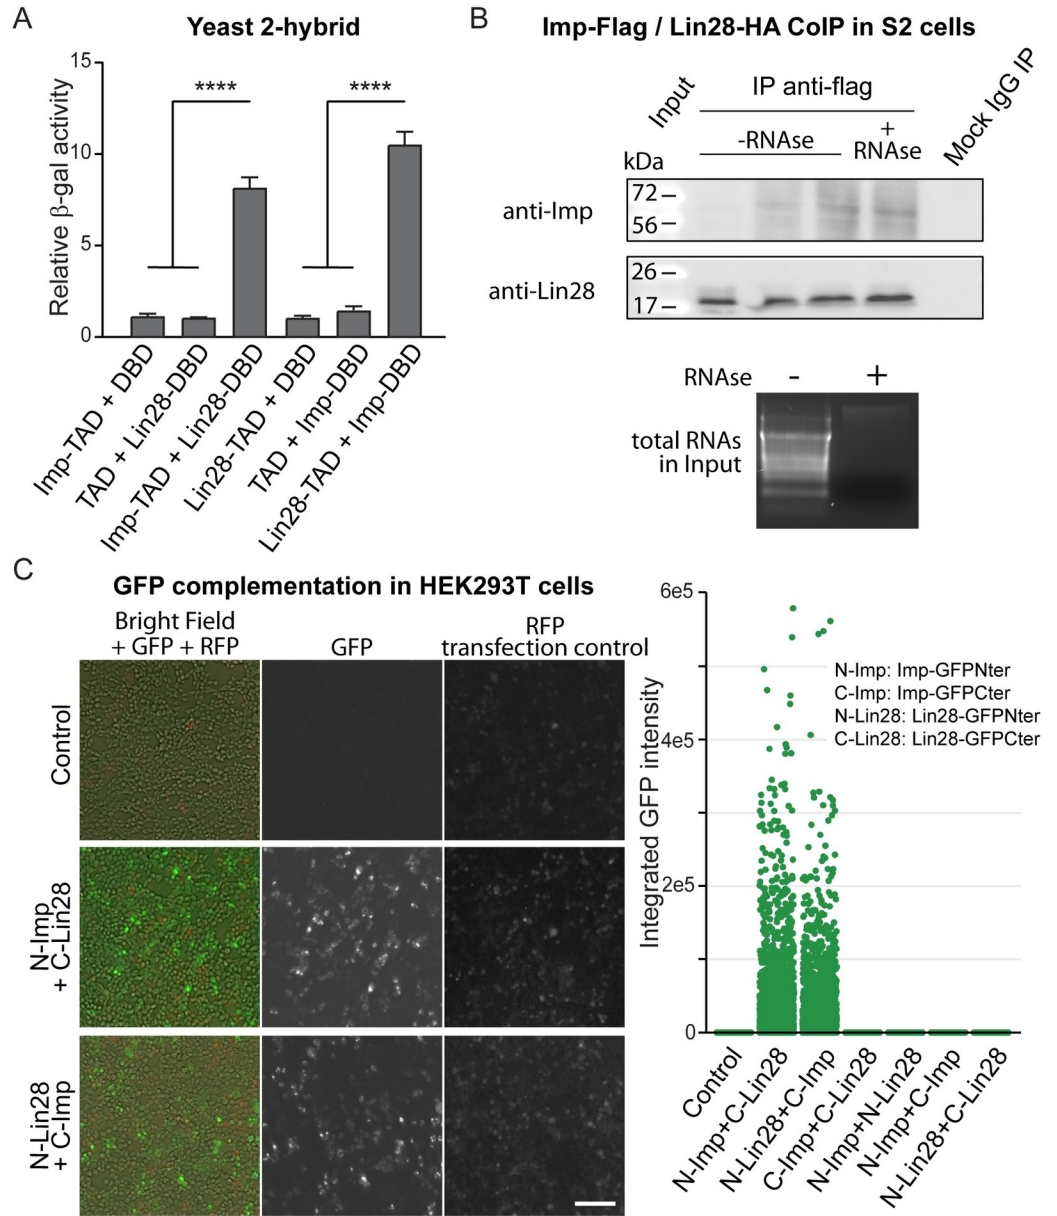 A
Yeast 2-hybrid
Relative β-gal activity
15
10
5
0
****
****
Imp-TAD + DBD
TAD + Lin28-DBD
Imp-TAD + Lin28-DBD
Lin28-TAD + DBD
TAD + Imp-DBD
Lin28-TAD + Imp-DBD
B
Imp-Flag / Lin28-HA CoIP in S2 cells
Input
IP anti-flag
Mock IgG IP
-RNAse
+
RNAse
kDa
anti-Imp
72
56
anti-Lin28
26
17
RNAse
-
+
total RNAs
in Input
C
GFP complementation in HEK293T cells
Bright Field
+ GFP + RFP
GFP
RFP
transfection control
Control
N-Imp
+ C-Lin28
N-Lin28
+ C-Imp
Integrated GFP intensity
6e5
4e5
2e5
0
N-Imp: Imp-GFPNter
C-Imp: Imp-GFPCter
N-Lin28: Lin28-GFPNter
C-Lin28: Lin28-GFPCter
Control
N-Imp+C-Lin28
N-Lin28+C-Imp
C-Imp+C-Lin28
N-Imp+N-Lin28
N-Imp+C-Imp
N-Lin28+C-Lin28